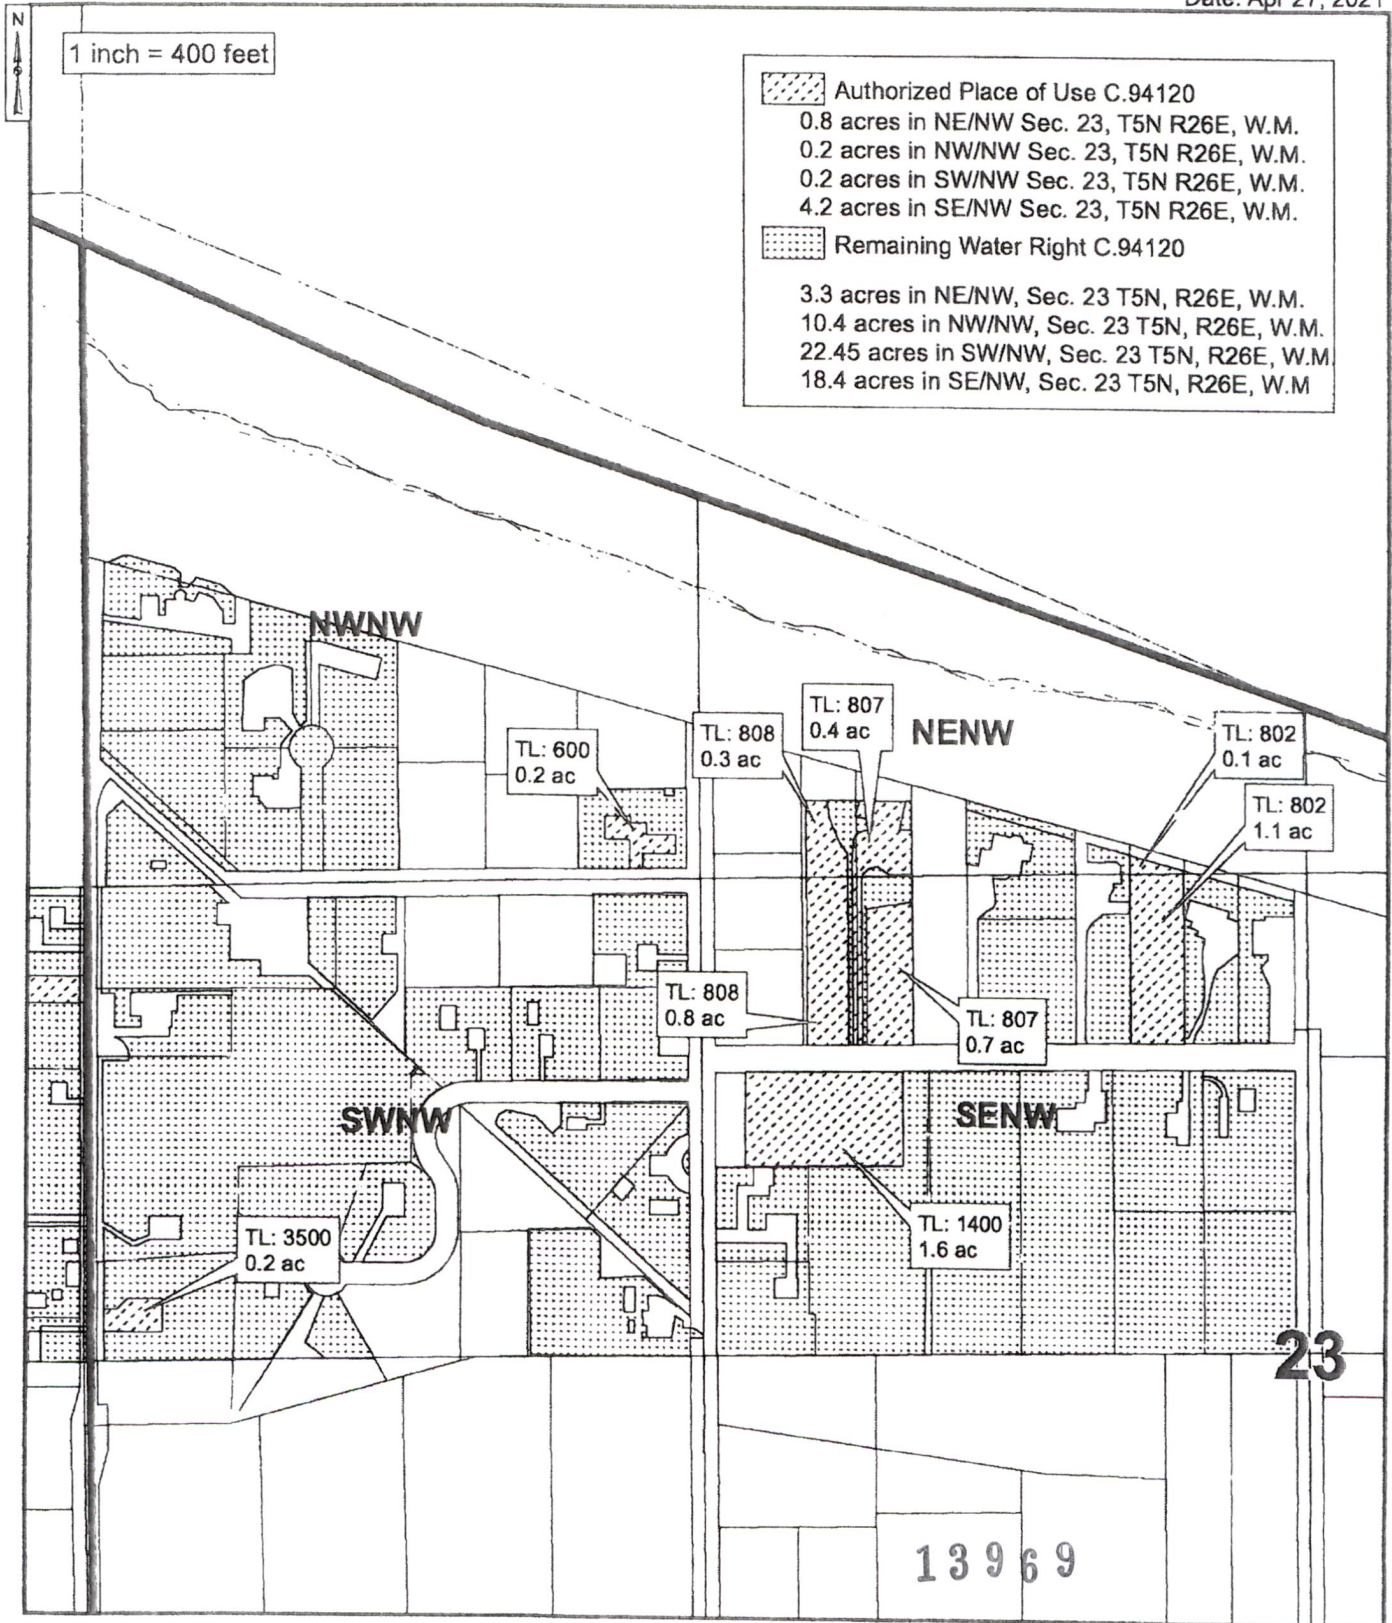 Date: Apr 27, 2021
N
1 inch = 400 feet
Authorized Place of Use C.94120
0.8 acres in NE/NW Sec. 23, T5N R26E, W.M.
0.2 acres in NW/NW Sec. 23, T5N R26E, W.M.
0.2 acres in SW/NW Sec. 23, T5N R26E, W.M.
4.2 acres in SE/NW Sec. 23, T5N R26E, W.M.
Remaining Water Right C.94120
3.3 acres in NE/NW, Sec. 23 T5N, R26E, W.M.
10.4 acres in NW/NW, Sec. 23 T5N, R26E, W.M.
22.45 acres in SW/NW, Sec. 23 T5N, R26E, W.M.
18.4 acres in SE/NW, Sec. 23 T5N, R26E, W.M
NWNW
TL: 600
0.2 ac
TL: 808
0.3 ac
TL: 807
0.4 ac
NENW
TL: 802
0.1 ac
TL: 802
1.1 ac
TL: 808
0.8 ac
TL: 807
0.7 ac
SWNW
SENW
TL: 3500
0.2 ac
TL: 1400
1.6 ac
23
13969